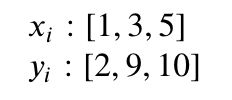 xᵢ : [1, 3, 5]
yᵢ : [2, 9, 10]